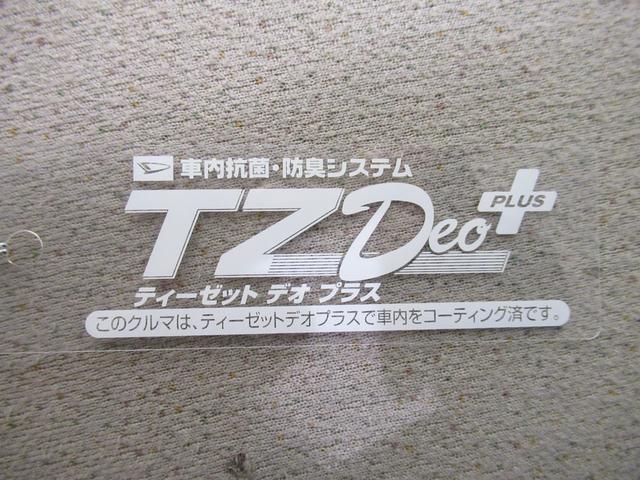 車内抗菌・防臭システム
TZ Deo PLUS
ティーゼット デオ プラス
このクルマは、ティーゼットデオプラスで車内をコーティング済です。